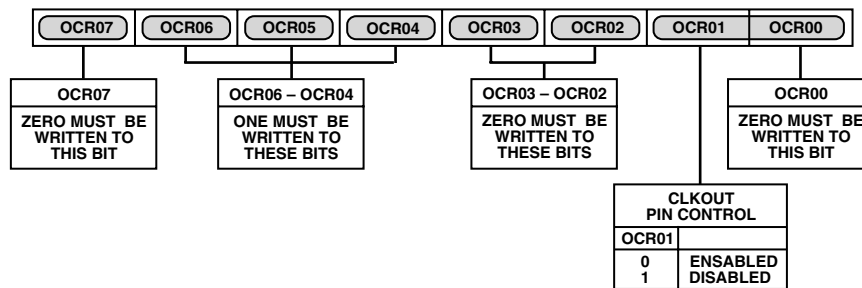 OCR07 OCR06 OCR05 OCR04 OCR03 OCR02 OCR01 OCR00
OCR07
ZERO MUST BE
WRITTEN TO
THIS BIT
OCR06 – OCR04
ONE MUST BE
WRITTEN TO
THESE BITS
OCR03 – OCR02
ZERO MUST BE
WRITTEN TO
THESE BITS
OCR00
ZERO MUST BE
WRITTEN TO
THIS BIT
CLKOUT
PIN CONTROL
OCR01
0 ENSABLED
1 DISABLED